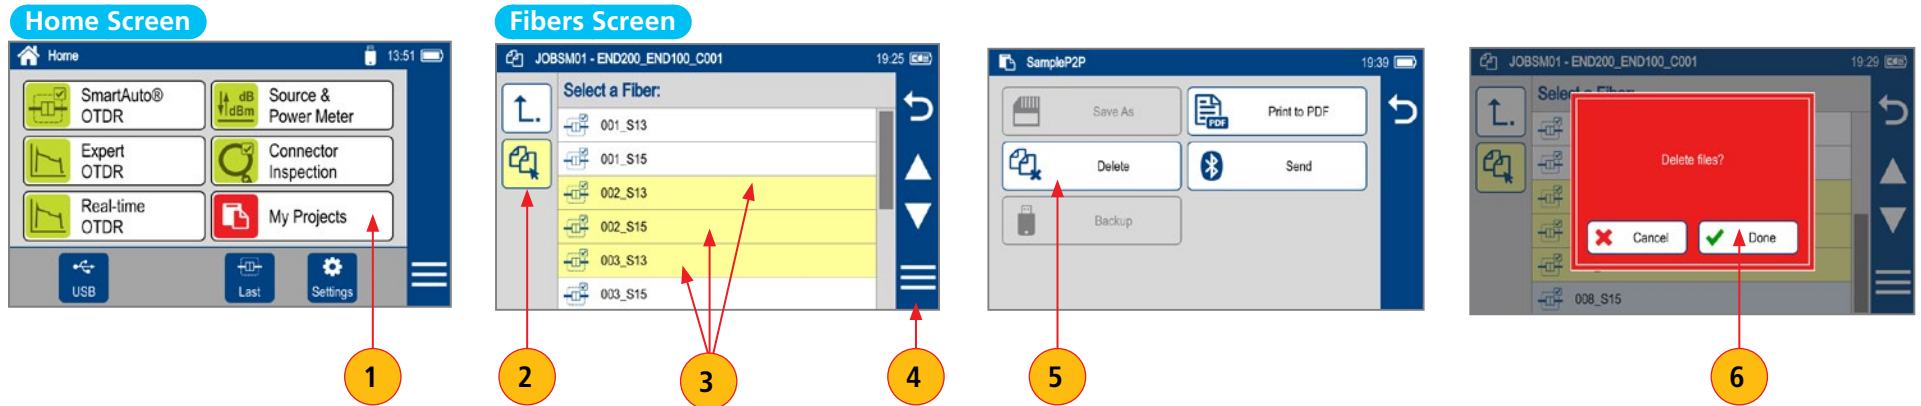 Home Screen
Home
13:51
SmartAuto®
OTDR
dB
dBm
Source &
Power Meter
Expert
OTDR
Connector
Inspection
Real-time
OTDR
My Projects
USB
Last
Settings
1
Fibers Screen
JOBSM01 - END200_END100_C001
19:25
Select a Fiber:
001_S13
001_S15
002_S13
002_S15
003_S13
003_S15
2
3
4
SampleP2P
19:39
Save As
PDF
Print to PDF
Delete
Send
Backup
5
JOBSM01 - END200_END100_C001
19:29
Select a Fiber:
Delete files?
Cancel
Done
008_S15
6